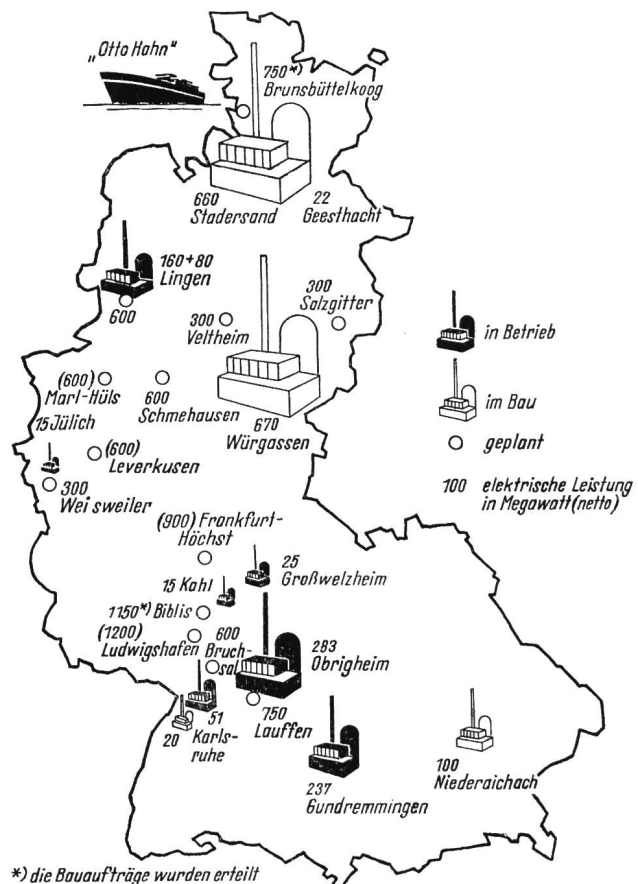 „Otto Hahn"
750*)
Brunsbüttelkoog
660
Stadersand
22
Geesthacht
160+80
Lingen
600
300
Veltheim
300
Salzgitter
(600)
Marl-Hüls
600
Schmehausen
670
Würgassen
15 Jülich
(600)
Leverkusen
300
Weisweiler
(900) Frankfurt-
Höchst
25
Großwelzheim
15 Kahl
1150*) Biblis
(1200)
Ludwigshafen
600
Bruch-
sal
283
Obrigheim
51
Karls-
ruhe
20
750
Lauffen
237
Gundremmingen
100
Niederaichach
in Betrieb
im Bau
geplant
100 elektrische Leistung
in Megawatt (netto)
*) die Bauaufträge wurden erteilt